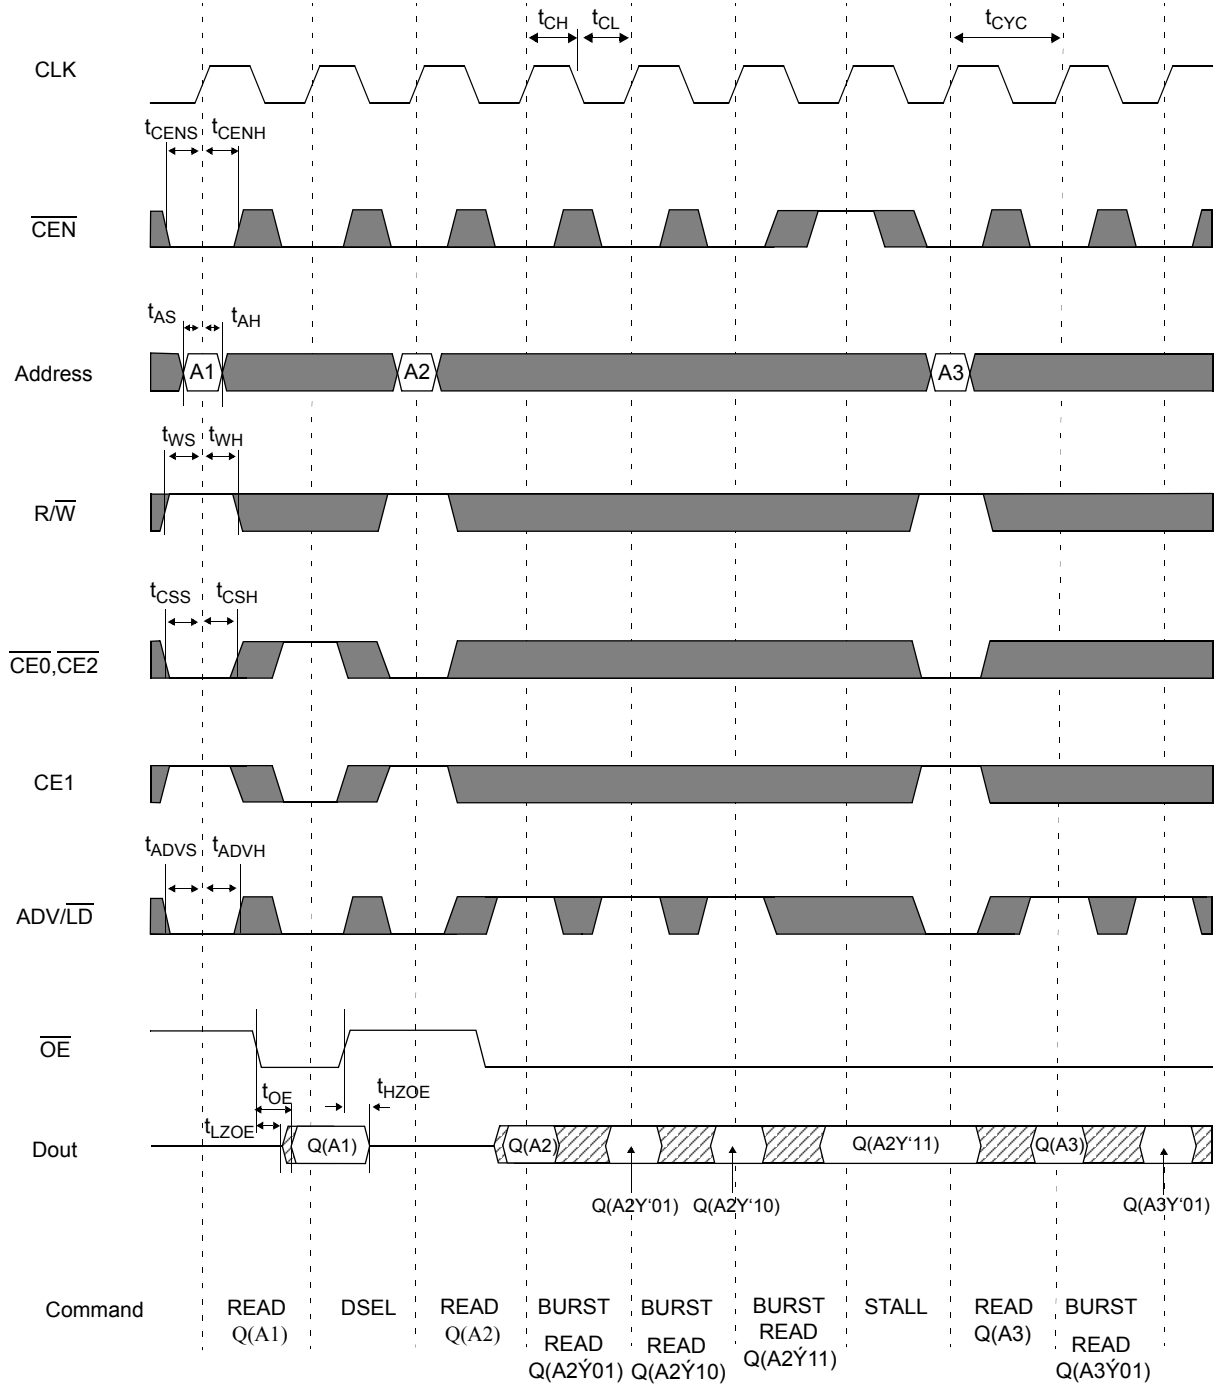 tCH tCL tCYC
CLK
tCENS tCENH
CEN
tAS tAH
Address A1 A2 A3
tWS tWH
R/W
tCSS tCSH
CE0,CE2
CE1
tADVS tADVH
ADV/LD
OE
tOE tHZOE
tLZOE
Dout Q(A1) Q(A2) Q(A2Y‘11) Q(A3)
Q(A2Y‘01) Q(A2Y‘10) Q(A3Y‘01)
Command READ DSEL READ BURST BURST BURST STALL READ BURST
Q(A1) Q(A2) READ READ READ Q(A3) READ
Q(A2Ý01) Q(A2Ý10) Q(A2Ý11) Q(A3Ý01)